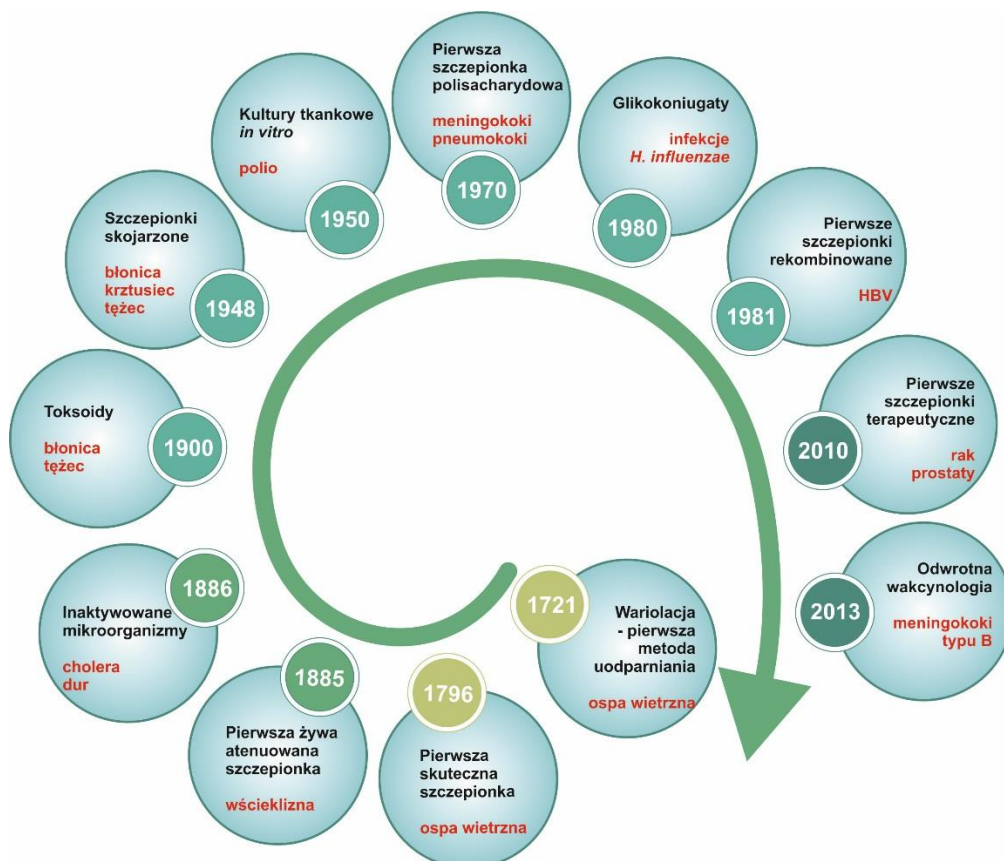 1721
Wariolacja
- pierwsza
metoda
uodparniania
ospa wietrzna
1796
Pierwsza
skuteczna
szczepionka
ospa wietrzna
1885
Pierwsza żywa
atenuowana
szczepionka
wścieklizna
1886
Inaktywowane
mikroorganizmy
cholera
dur
1900
Toksoidy
błonica
tężec
1948
Szczepionki
skojarzone
błonica
krztusiec
tężec
1950
Kultury tkankowe
in vitro
polio
1970
Pierwsza
szczepionka
polisacharydowa
meningokoki
pneumokoki
1980
Glikokoniugaty
infekcje
H. influenzae
1981
Pierwsze
szczepionki
rekombinowane
HBV
2010
Pierwsze
szczepionki
terapeutyczne
rak
prostaty
2013
Odwrotna
wakcynologia
meningokoki
typu B